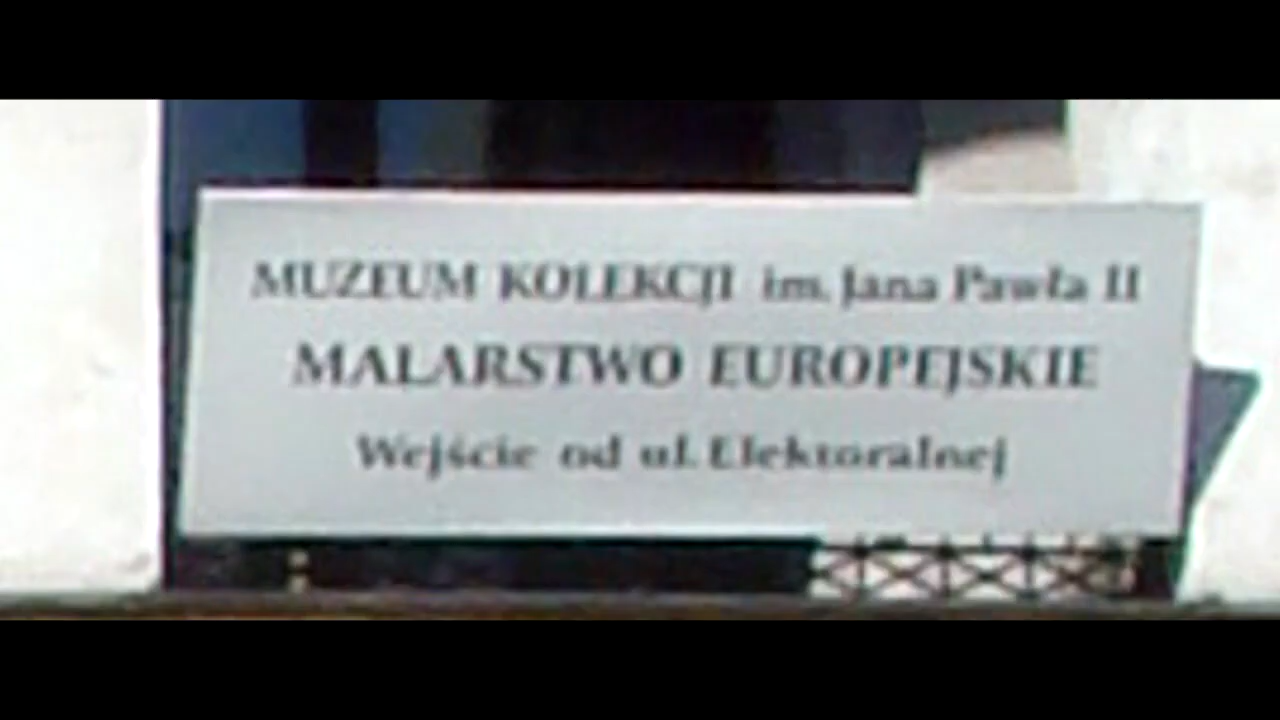 MUZEUM KOLEKCJI im. Jana Pawła II
MALARSTWO EUROPEJSKIE
Wejście od ul. Elektoralnej